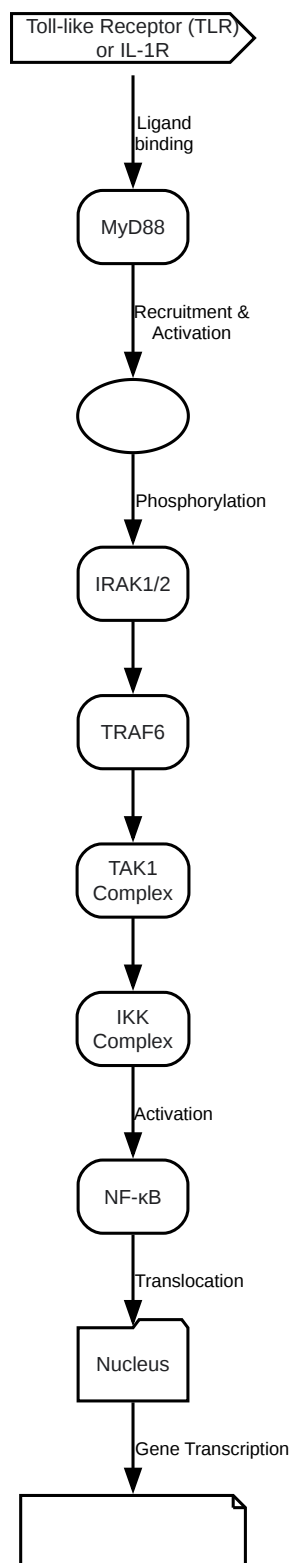 Toll-like Receptor (TLR)
or IL-1R
Ligand
binding
MyD88
Recruitment &
Activation
Phosphorylation
IRAK1/2
TRAF6
TAK1
Complex
IKK
Complex
Activation
NF-κB
Translocation
Nucleus
Gene Transcription